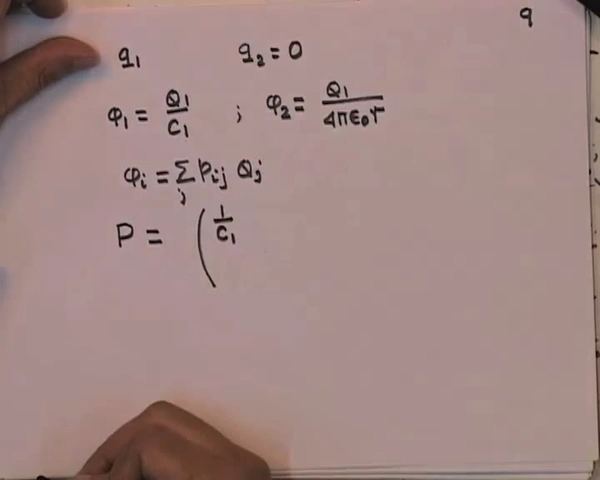 9
q₁ q₂ = 0
φ₁ = Q₁/C₁ ; φ₂ = Q₁/4πε₀r
φᵢ = Σⱼ pᵢⱼ Qⱼ
P = ( 1/C₁